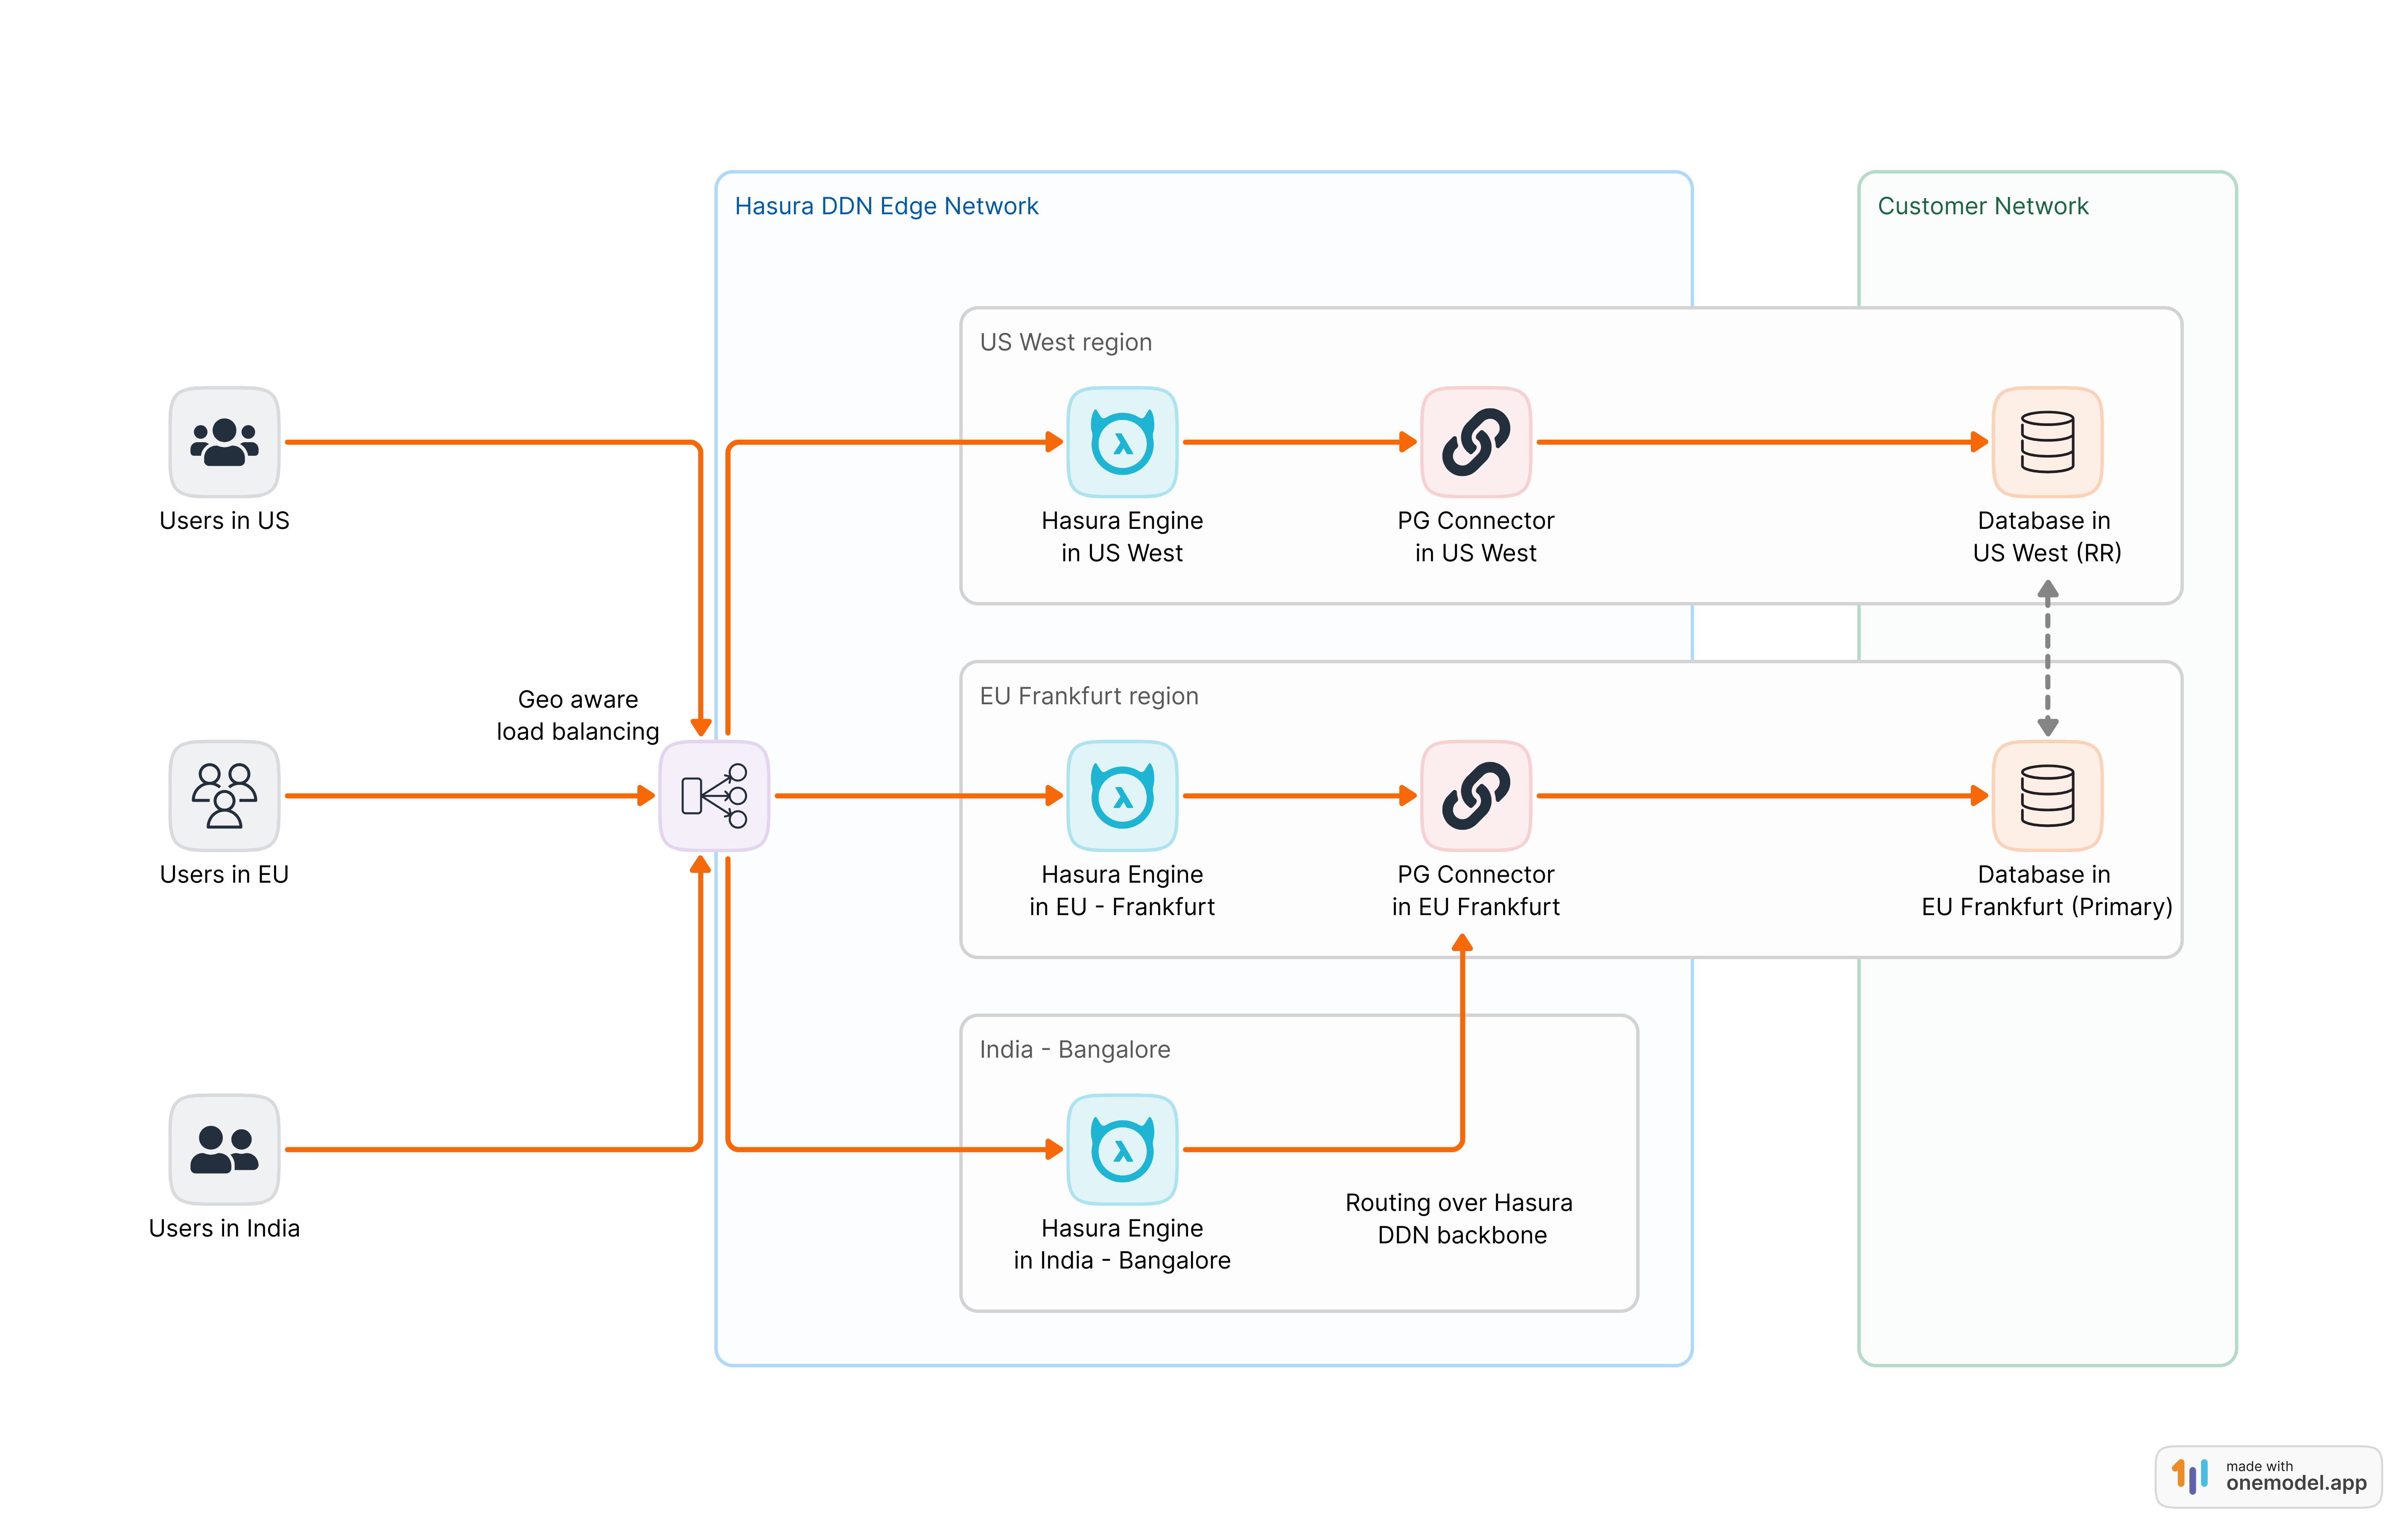 Hasura DDN Edge Network
Customer Network
US West region
Users in US
Hasura Engine
in US West
PG Connector
in US West
Database in
US West (RR)
Geo aware
load balancing
EU Frankfurt region
Users in EU
Hasura Engine
in EU - Frankfurt
PG Connector
in EU Frankfurt
Database in
EU Frankfurt (Primary)
India - Bangalore
Users in India
Hasura Engine
in India - Bangalore
Routing over Hasura
DDN backbone
made with
onemodel.app